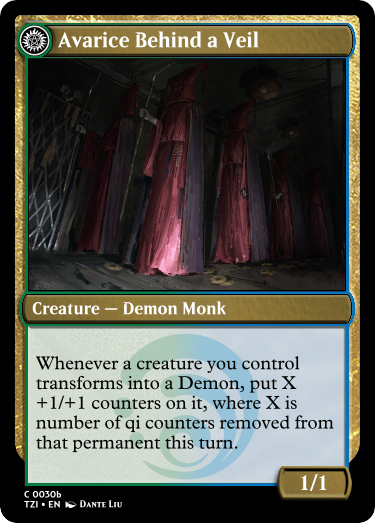 Avarice Behind a Veil
Creature — Demon Monk
Whenever a creature you control
transforms into a Demon, put X
+1/+1 counters on it, where X is
number of qi counters removed from
that permanent this turn.
1/1
C 0030b
TZI • EN Dante Liu